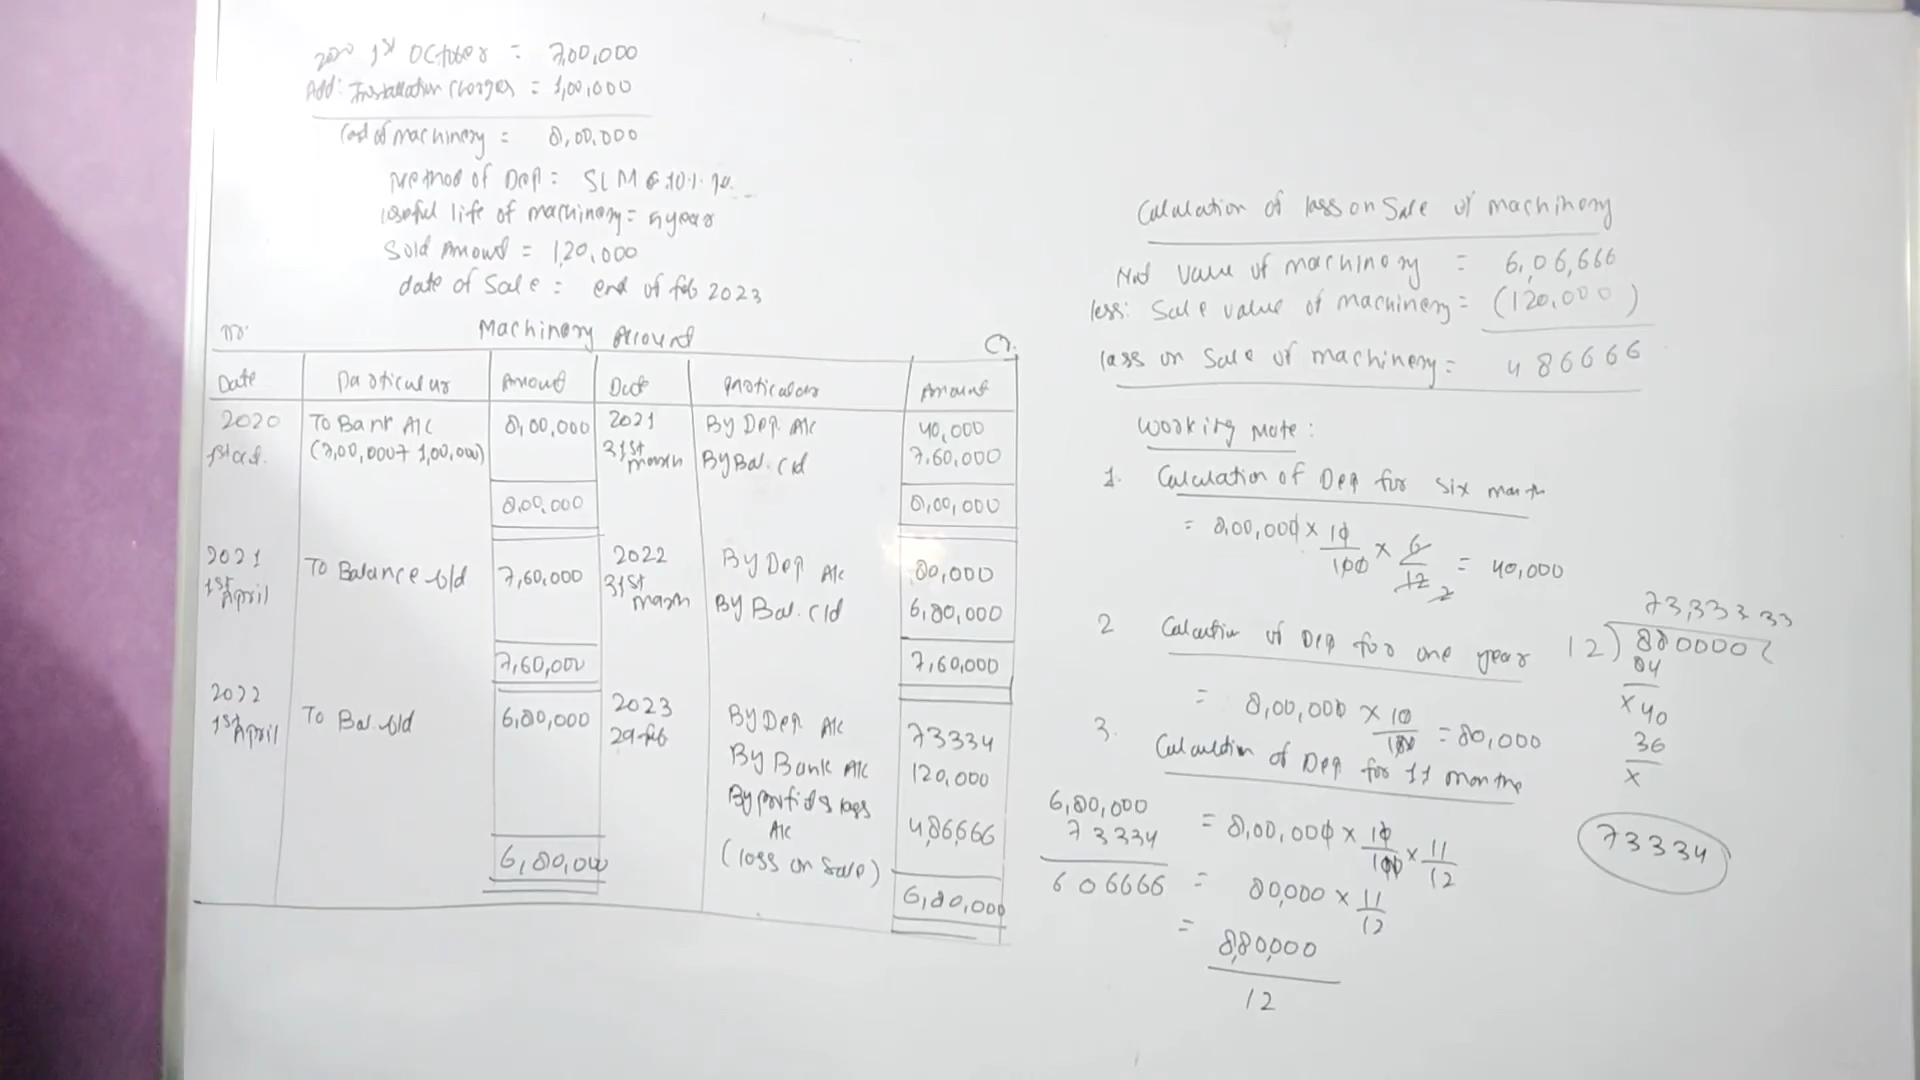 2020 1st October = 7,00,000
Add: Installation Charges = 1,00,000
Cost of machinery = 8,00,000
Method of Dep = SLM @ 10%
Useful life of machinery = 5 year
Sold Amount = 1,20,000
date of Sale = end of feb 2023
Machinery Account
Dr.
Cr.
Date Particulars Amount Date Particulars Amount
2020 To Bank A/C 8,00,000 2021 By Dep. A/c 40,000
1st oct. (7,00,000+ 1,00,000) 31st march By Bal. c/d 7,60,000
8,00,000 8,00,000
2021 1st April To Balance b/d 7,60,000 2022 31st march By Dep A/c 80,000
By Bal. c/d 6,80,000
7,60,000 7,60,000
2022 1st April To Bal. b/d 6,80,000 2023 29-feb By Dep A/c 73334
By Bank A/c 120,000
By profit & loss A/c 4,86,666
(loss on Sale)
6,80,000 6,80,000
Calculation of loss on Sale of machinery
Net value of machinery = 6,06,666
less: Sale value of machinery = (120,000)
loss on Sale of machinery = 486666
Working Note:
1. Calculation of Dep for six month
= 8,00,000 x 10/100 x 6/12 2 = 40,000
2 Calculation of Dep for one year
= 8,00,000 x 10/100 = 80,000
3. Calculation of Dep for 11 months
= 8,00,000 x 10/100 x 11/12
= 80,000 x 11/12
= 8,80,000
12
6,80,000
73334
606666
73,333 33
12) 880000
84
x40
36
x
73334